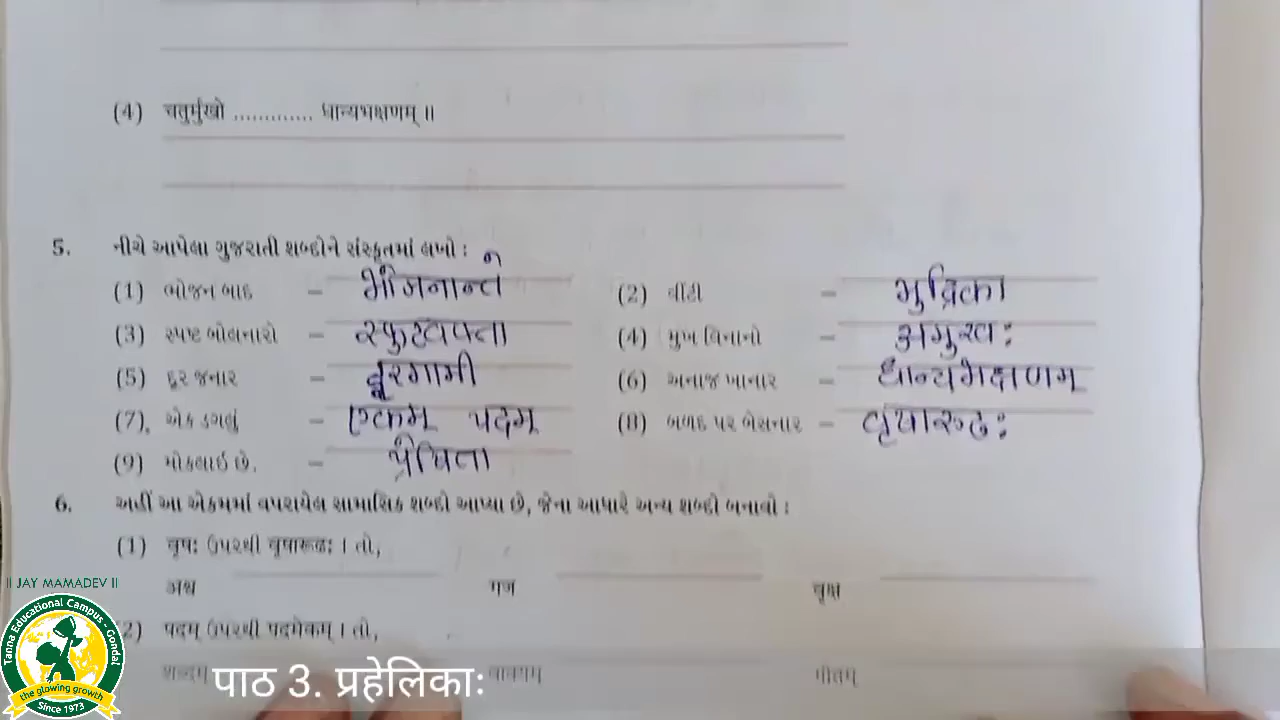 (4) चतुर्मुखो ............. धान्यभक्षणम् ॥
5. નીચે આપેલા ગુજરાતી શબ્દોને સંસ્કૃતમાં લખો :
(1) ભોજન બાદ – भोजनान्ते (2) વીંટી – मुद्रिका
(3) સ્પષ્ટ બોલનારો – स्फुटवक्ता (4) મુખ વિનાનો – अमुखः
(5) દૂર જનાર – दूरगामी (6) અનાજ ખાનાર – धान्यभक्षणम्
(7) એક ડગલું – एकम् पदम् (8) બળદ પર બેસનાર – वृषारुढः
(9) મોકલાઈ છે. – प्रेषिता
6. અહીં આ એકમમાં વપરાયેલ સામાસિક શબ્દો આપ્યા છે, જેના આધારે અન્ય શબ્દો બનાવો :
(1) वृषः ઉપરથી वृषारूढः । તો,
अश्व गज वृक्ष
2) पदम् ઉપરથી पदमेकम् । તો,
शब्दम् वाक्यम् गीतम्
पाठ 3. प्रहेलिकाः
|| JAY MAMADEV ||
Tanna Educational Campus - Gondal
the glowing growth
Since 1973